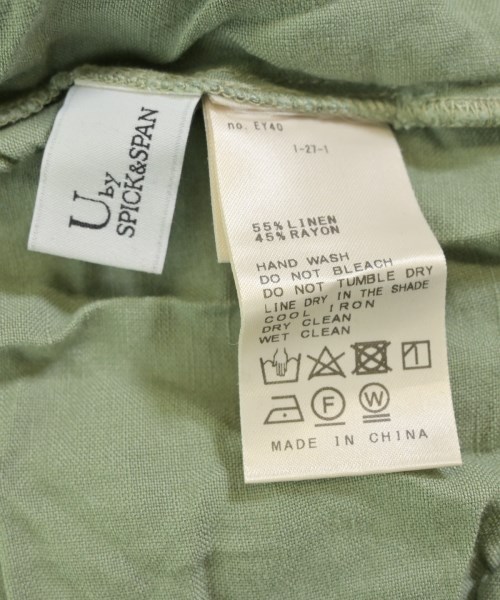 U by
SPICK&SPAN
no. EY40
1-27-1
55% LINEN
45% RAYON
HAND WASH
DO NOT BLEACH
DO NOT TUMBLE DRY
LINE DRY IN THE SHADE
COOL IRON
DRY CLEAN
WET CLEAN
F
W
MADE IN CHINA